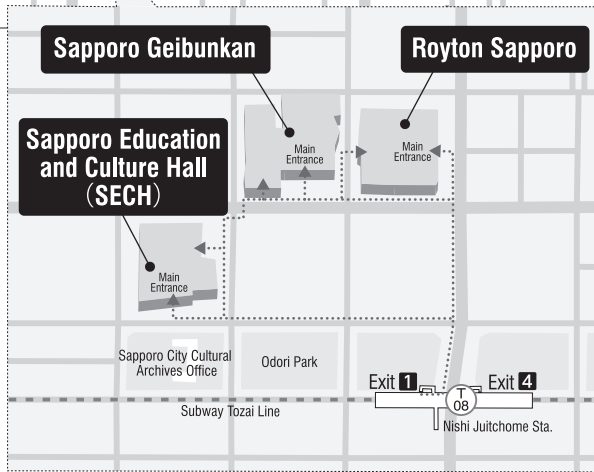 Sapporo Geibunkan
Royton Sapporo
Main
Entrance
Main
Entrance
Sapporo Education
and Culture Hall
（SECH）
Main
Entrance
Sapporo City Cultural
Archives Office
Odori Park
Exit 1
T
08
Exit 4
Subway Tozai Line
Nishi Juitchome Sta.